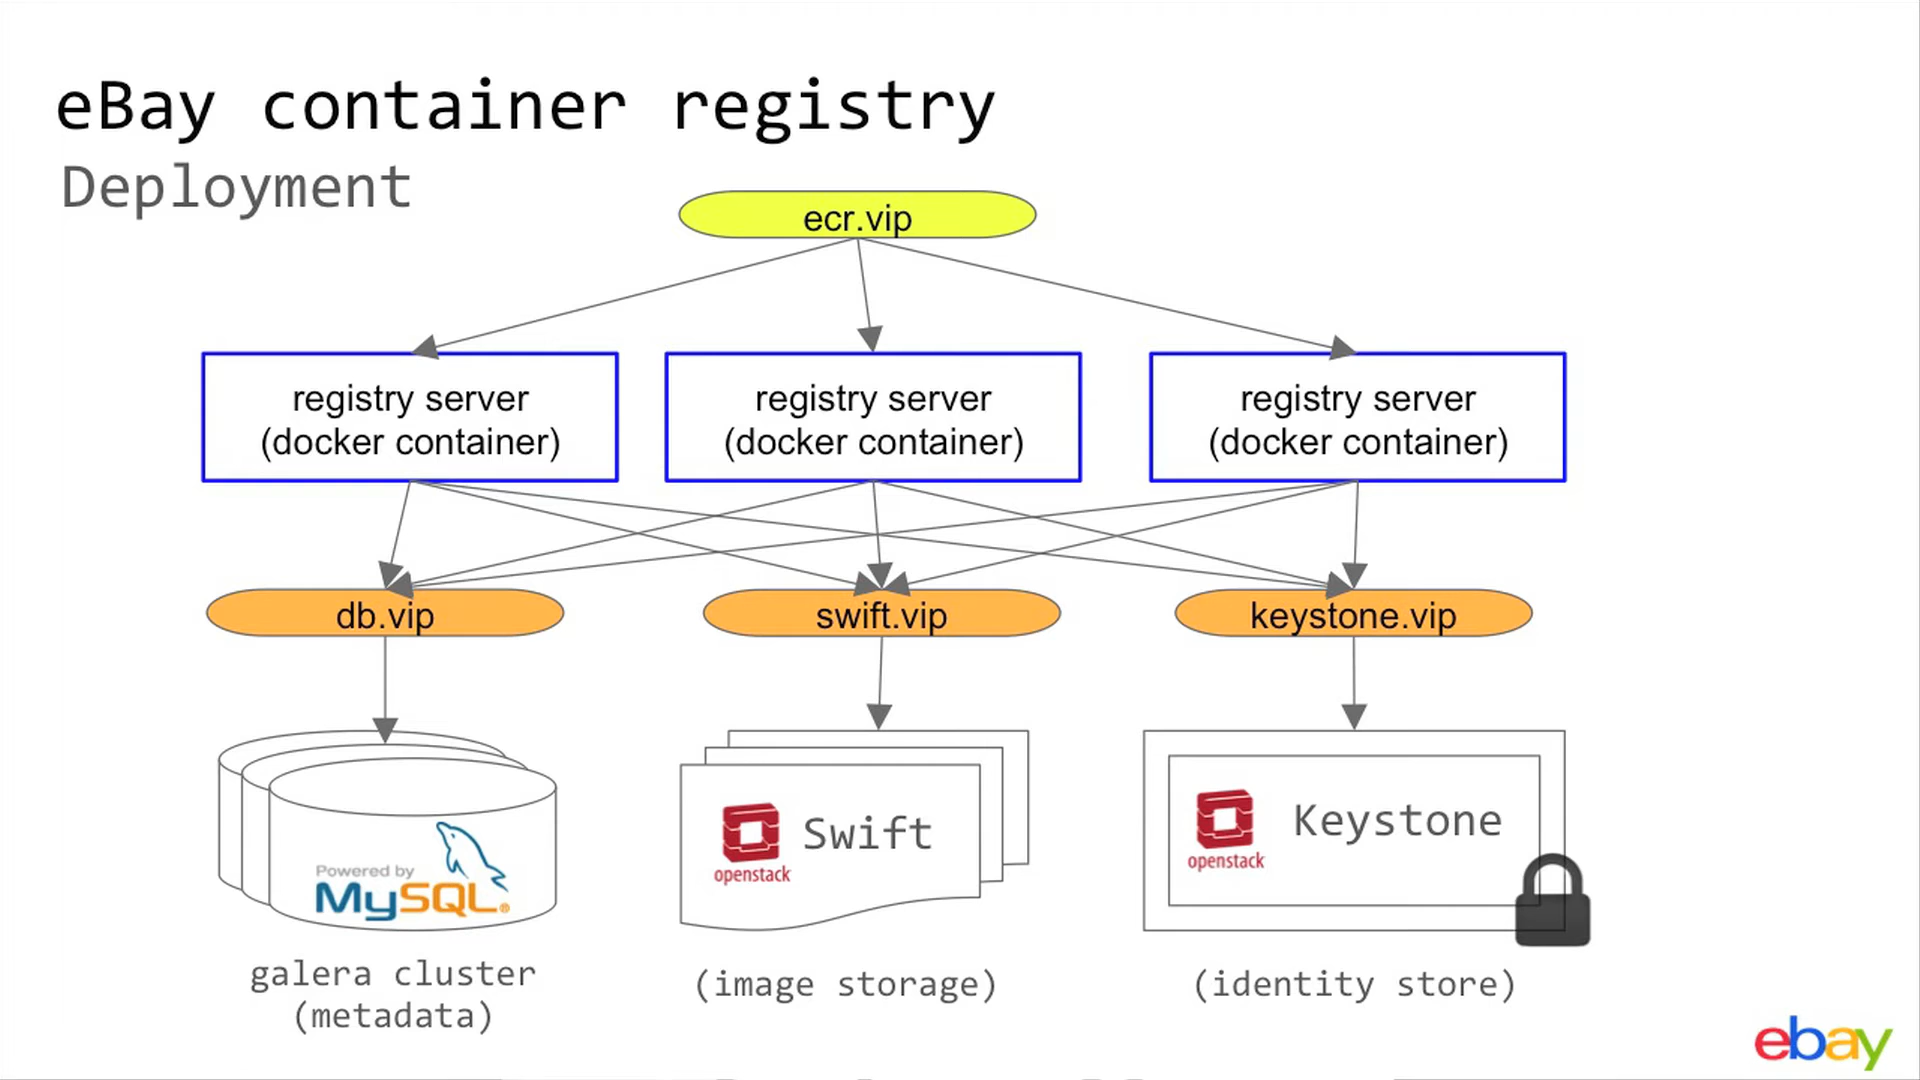 eBay container registry
Deployment
ecr.vip
registry server
(docker container)
registry server
(docker container)
registry server
(docker container)
db.vip
swift.vip
keystone.vip
Powered by
MySQL®
openstack
Swift
openstack
Keystone
galera cluster
(metadata)
(image storage)
(identity store)
ebay